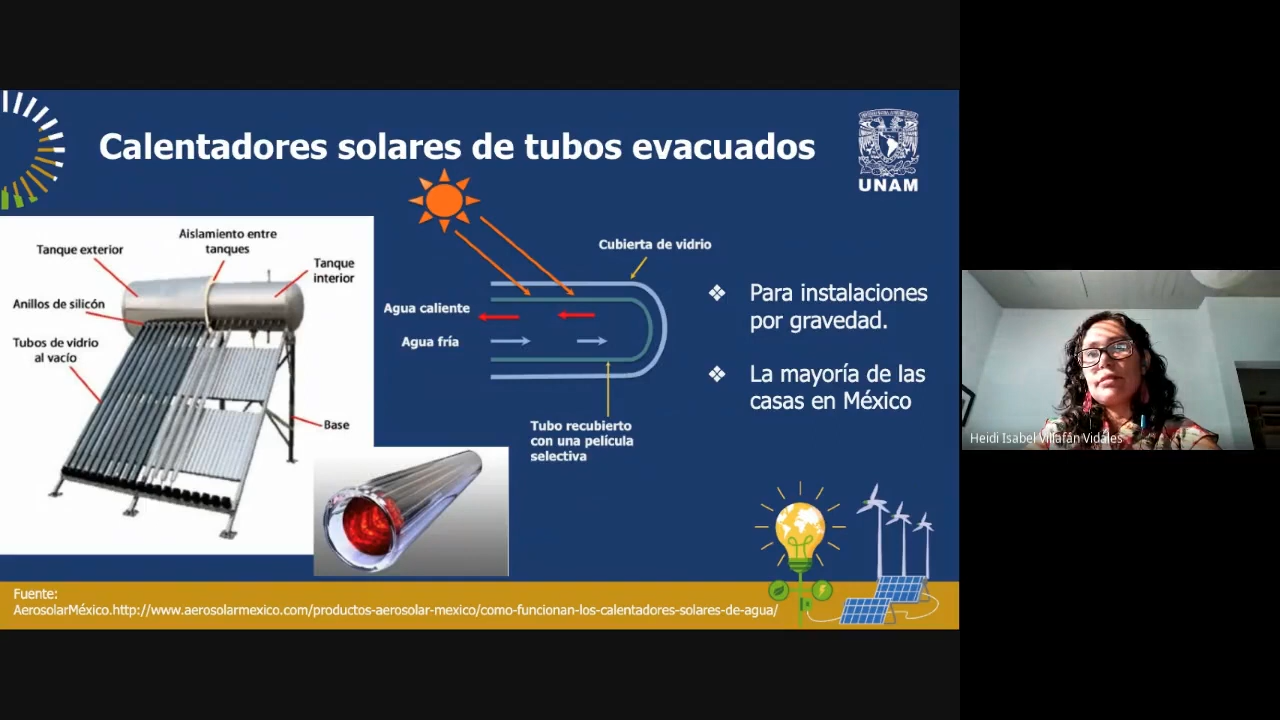 Calentadores solares de tubos evacuados
UNAM
Tanque exterior
Aislamiento entre
tanques
Tanque
interior
Anillos de silicón
Tubos de vidrio
al vacío
Base
Cubierta de vidrio
Agua caliente
Agua fría
Tubo recubierto
con una película
selectiva
❖ Para instalaciones
por gravedad.
❖ La mayoría de las
casas en México
Heidi Isabel Villafán Vidales
Fuente:
AerosolarMéxico.http://www.aerosolarmexico.com/productos-aerosolar-mexico/como-funcionan-los-calentadores-solares-de-agua/